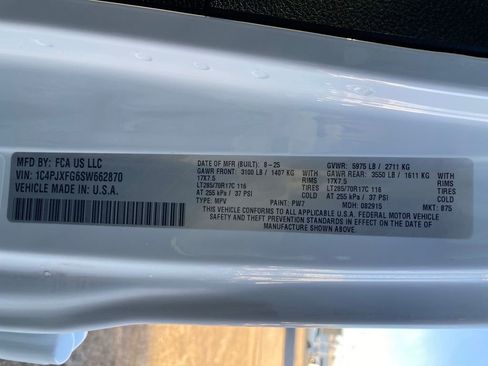 MFD BY: FCA US LLC
VIN: 1C4PJXFG6SW662870
VEHICLE MADE IN U.S.A.
DATE OF MFR (BUILT): 8-25 GVWR: 5975 LB / 2711 KG
GAWR FRONT: 3100 LB / 1407 KG WITH GAWR REAR: 3550 LB / 1611 KG WITH
17X7.5 RIMS 17X7.5 RIMS
LT285/70R17C 116 TIRES LT285/70R17C 116 TIRES
AT 255 kPa / 37 PSI COLD AT 255 kPa / 37 PSI COLD
TYPE: MPV PAINT: PW7 MDH: 082915 MKT: 875
THIS VEHICLE CONFORMS TO ALL APPLICABLE U.S.A. FEDERAL MOTOR VEHICLE
SAFETY AND THEFT PREVENTION STANDARDS IN EFFECT ON THE DATE OF
MANUFACTURE SHOWN ABOVE.